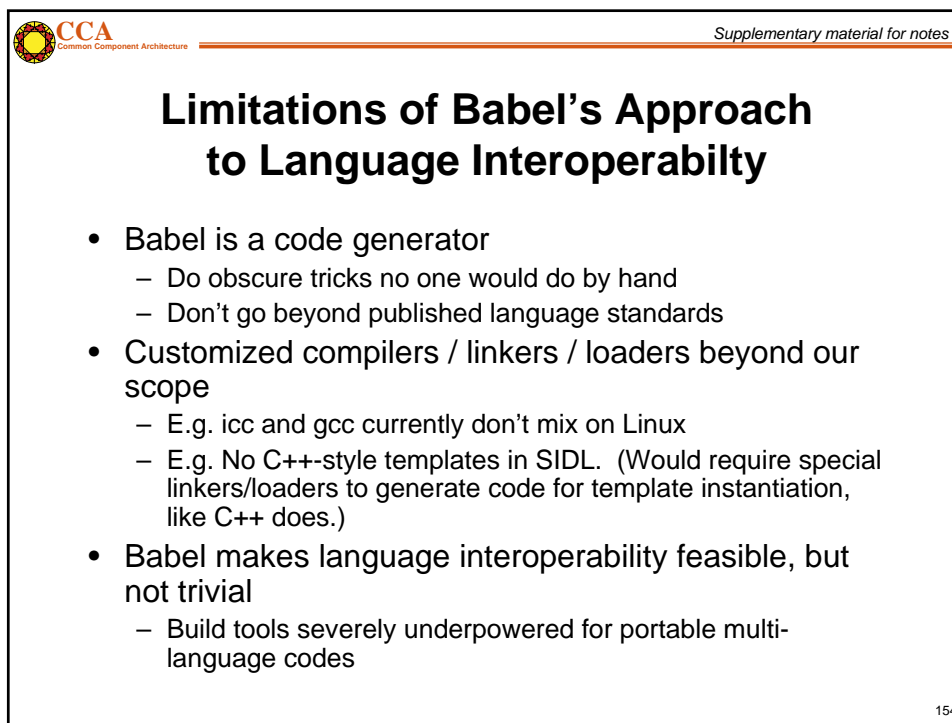 CCA
Common Component Architecture
Supplementary material for notes
Limitations of Babel's Approach
to Language Interoperabilty
• Babel is a code generator
– Do obscure tricks no one would do by hand
– Don't go beyond published language standards
• Customized compilers / linkers / loaders beyond our
scope
– E.g. icc and gcc currently don't mix on Linux
– E.g. No C++-style templates in SIDL. (Would require special
linkers/loaders to generate code for template instantiation,
like C++ does.)
• Babel makes language interoperability feasible, but
not trivial
– Build tools severely underpowered for portable multi-
language codes
154